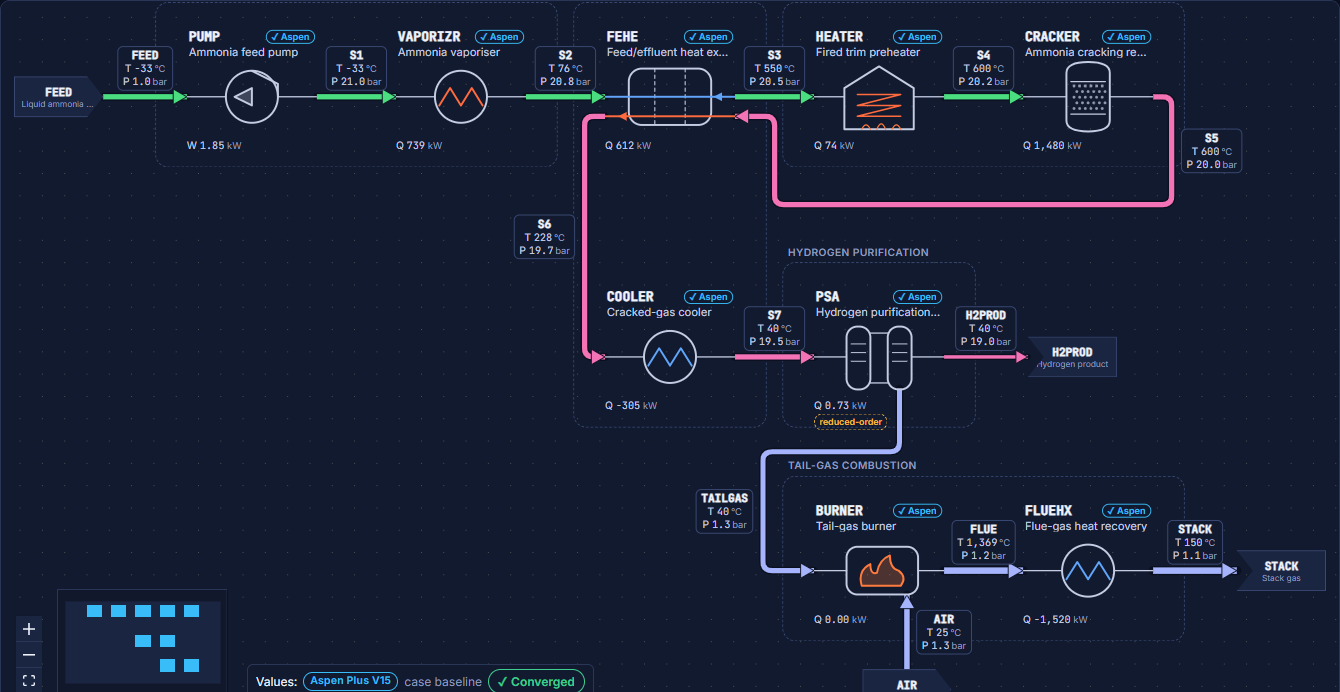 PUMP
✓ Aspen
Ammonia feed pump
VAPORIZR
✓ Aspen
Ammonia vaporiser
FEHE
✓ Aspen
Feed/effluent heat ex...
HEATER
✓ Aspen
Fired trim preheater
CRACKER
✓ Aspen
Ammonia cracking re...
FEED
T -33 °C
P 1.0 bar
S1
T -33 °C
P 21.0 bar
S2
T 76 °C
P 20.8 bar
S3
T 550 °C
P 20.5 bar
S4
T 600 °C
P 20.2 bar
FEED
Liquid ammonia ...
W 1.85 kW
Q 739 kW
Q 612 kW
Q 74 kW
Q 1,480 kW
S5
T 600 °C
P 20.0 bar
S6
T 228 °C
P 19.7 bar
HYDROGEN PURIFICATION
COOLER
✓ Aspen
Cracked-gas cooler
PSA
✓ Aspen
Hydrogen purification...
S7
T 40 °C
P 19.5 bar
H2PROD
T 40 °C
P 19.0 bar
H2PROD
Hydrogen product
Q -305 kW
Q 0.73 kW
reduced-order
TAIL-GAS COMBUSTION
TAILGAS
T 40 °C
P 1.3 bar
BURNER
✓ Aspen
Tail-gas burner
FLUEHX
✓ Aspen
Flue-gas heat recovery
FLUE
T 1,369 °C
P 1.2 bar
STACK
T 150 °C
P 1.1 bar
STACK
Stack gas
Q 0.00 kW
Q -1,520 kW
AIR
T 25 °C
P 1.3 bar
AIR
Values: Aspen Plus V15 case baseline ✓ Converged